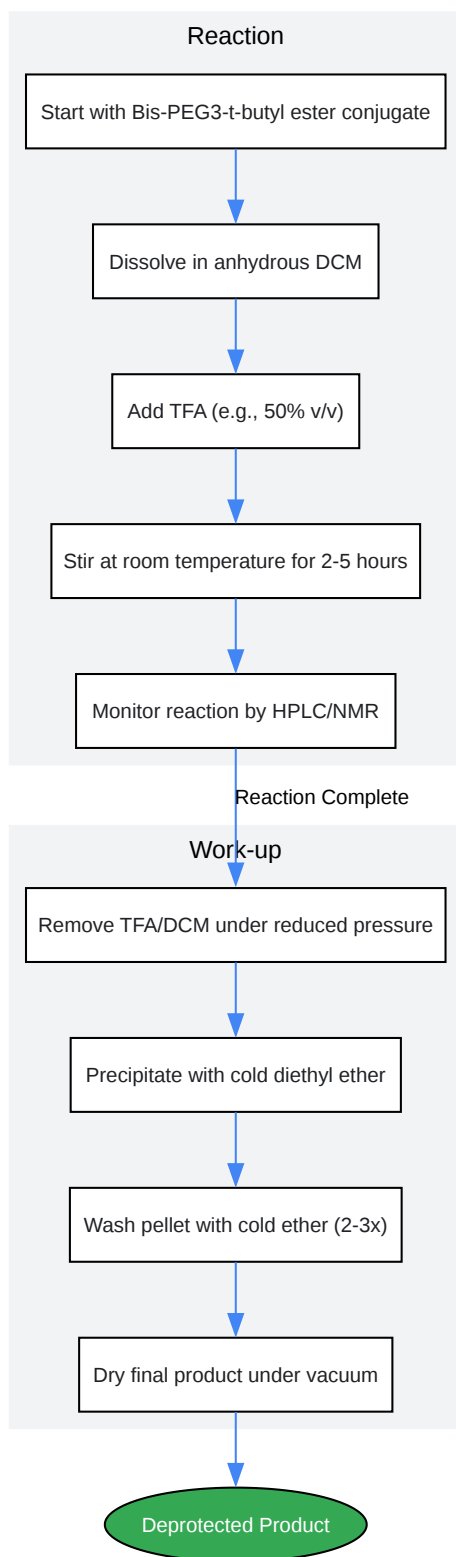 Reaction
Start with Bis-PEG3-t-butyl ester conjugate
Dissolve in anhydrous DCM
Add TFA (e.g., 50% v/v)
Stir at room temperature for 2-5 hours
Monitor reaction by HPLC/NMR
Reaction Complete
Work-up
Remove TFA/DCM under reduced pressure
Precipitate with cold diethyl ether
Wash pellet with cold ether (2-3x)
Dry final product under vacuum
Deprotected Product